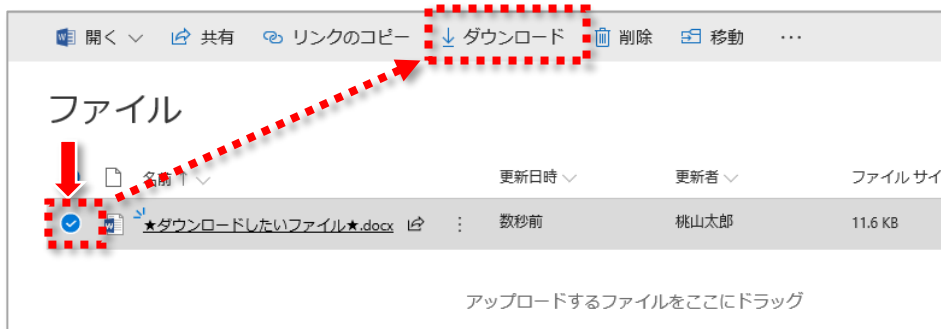 開く 共有 リンクのコピー ダウンロード 削除 移動 ...
ファイル
名前 ↑ 更新日時 更新者 ファイル サイ
★ダウンロードしたいファイル★.docx 数秒前 桃山太郎 11.6 KB
アップロードするファイルをここにドラッグ